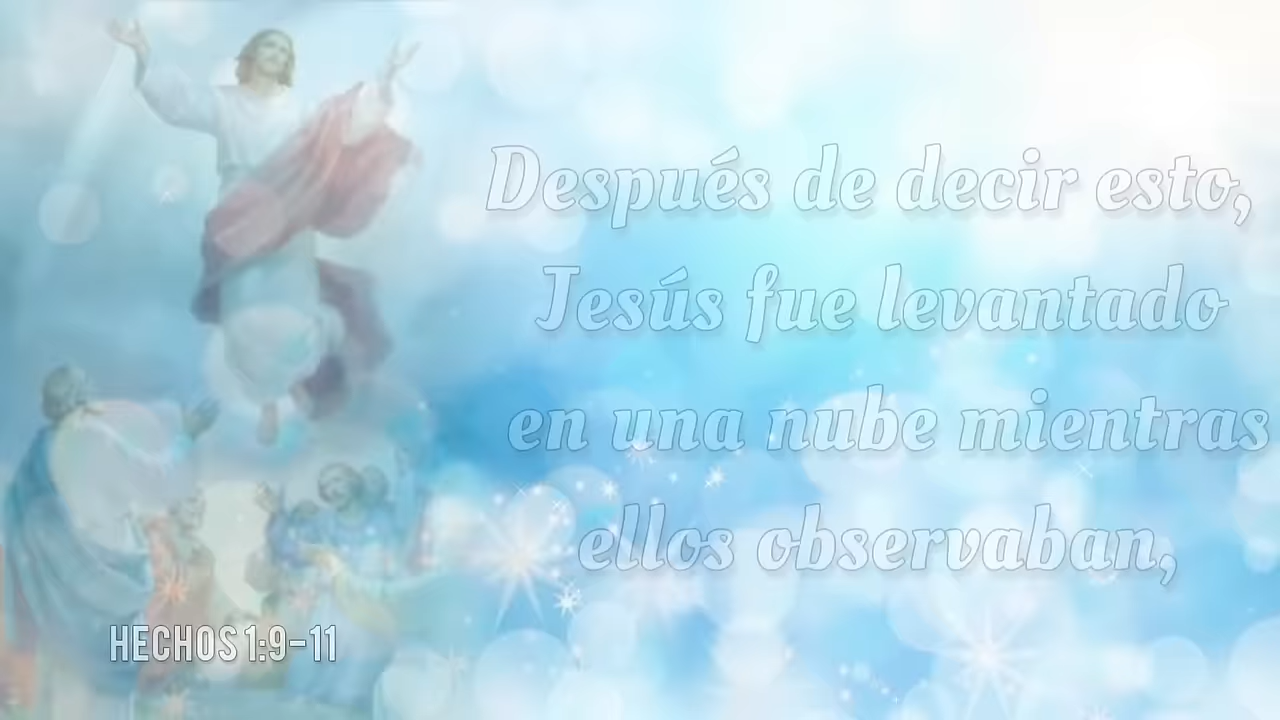 Después de decir esto,
Jesús fue levantado
en una nube mientras
ellos observaban,
HECHOS 1:9-11